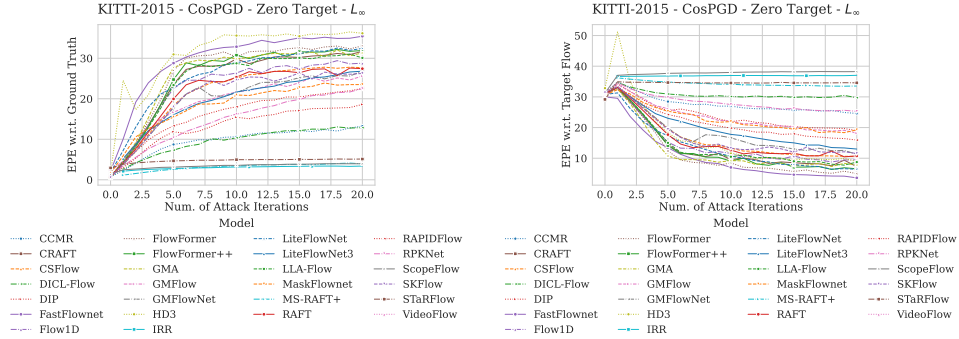 KITTI-2015 - CosPGD - Zero Target - L∞
EPE w.r.t. Ground Truth
30
20
10
0
0.0 2.5 5.0 7.5 10.0 12.5 15.0 17.5 20.0
Num. of Attack Iterations
Model
CCMR FlowFormer LiteFlowNet RAPIDFlow
CRAFT FlowFormer++ LiteFlowNet3 RPKNet
CSFlow GMA LLA-Flow ScopeFlow
DICL-Flow GMFlow MaskFlownet SKFlow
DIP GMFlowNet MS-RAFT+ STaRFlow
FastFlownet HD3 RAFT VideoFlow
Flow1D IRR
KITTI-2015 - CosPGD - Zero Target - L∞
EPE w.r.t. Target Flow
50
40
30
20
10
0.0 2.5 5.0 7.5 10.0 12.5 15.0 17.5 20.0
Num. of Attack Iterations
Model
CCMR FlowFormer LiteFlowNet RAPIDFlow
CRAFT FlowFormer++ LiteFlowNet3 RPKNet
CSFlow GMA LLA-Flow ScopeFlow
DICL-Flow GMFlow MaskFlownet SKFlow
DIP GMFlowNet MS-RAFT+ STaRFlow
FastFlownet HD3 RAFT VideoFlow
Flow1D IRR